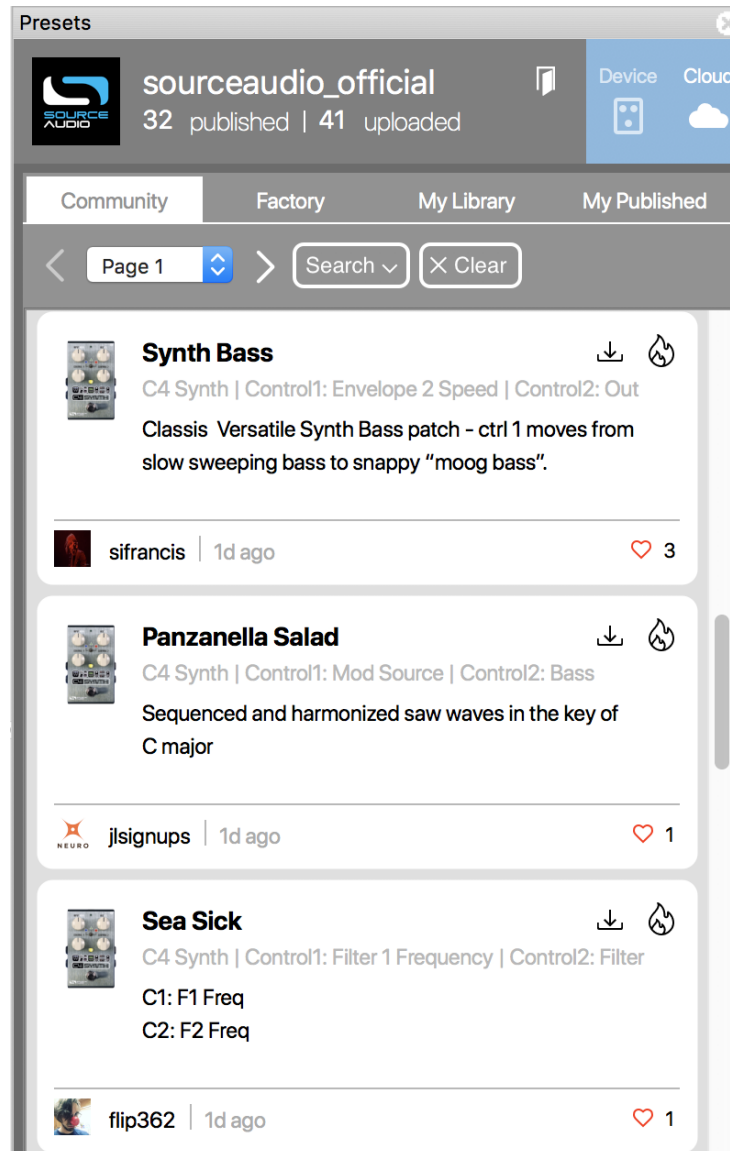 Presets
SOURCE
AUDIO
sourceaudio_official
32 published | 41 uploaded
Device Cloud
Community Factory My Library My Published
Page 1 Search Clear
Synth Bass
C4 Synth | Control1: Envelope 2 Speed | Control2: Out
Classis Versatile Synth Bass patch - ctrl 1 moves from
slow sweeping bass to snappy “moog bass”.
sifrancis 1d ago 3
Panzanella Salad
C4 Synth | Control1: Mod Source | Control2: Bass
Sequenced and harmonized saw waves in the key of
C major
NEURO
jlsignups 1d ago 1
Sea Sick
C4 Synth | Control1: Filter 1 Frequency | Control2: Filter
C1: F1 Freq
C2: F2 Freq
flip362 1d ago 1